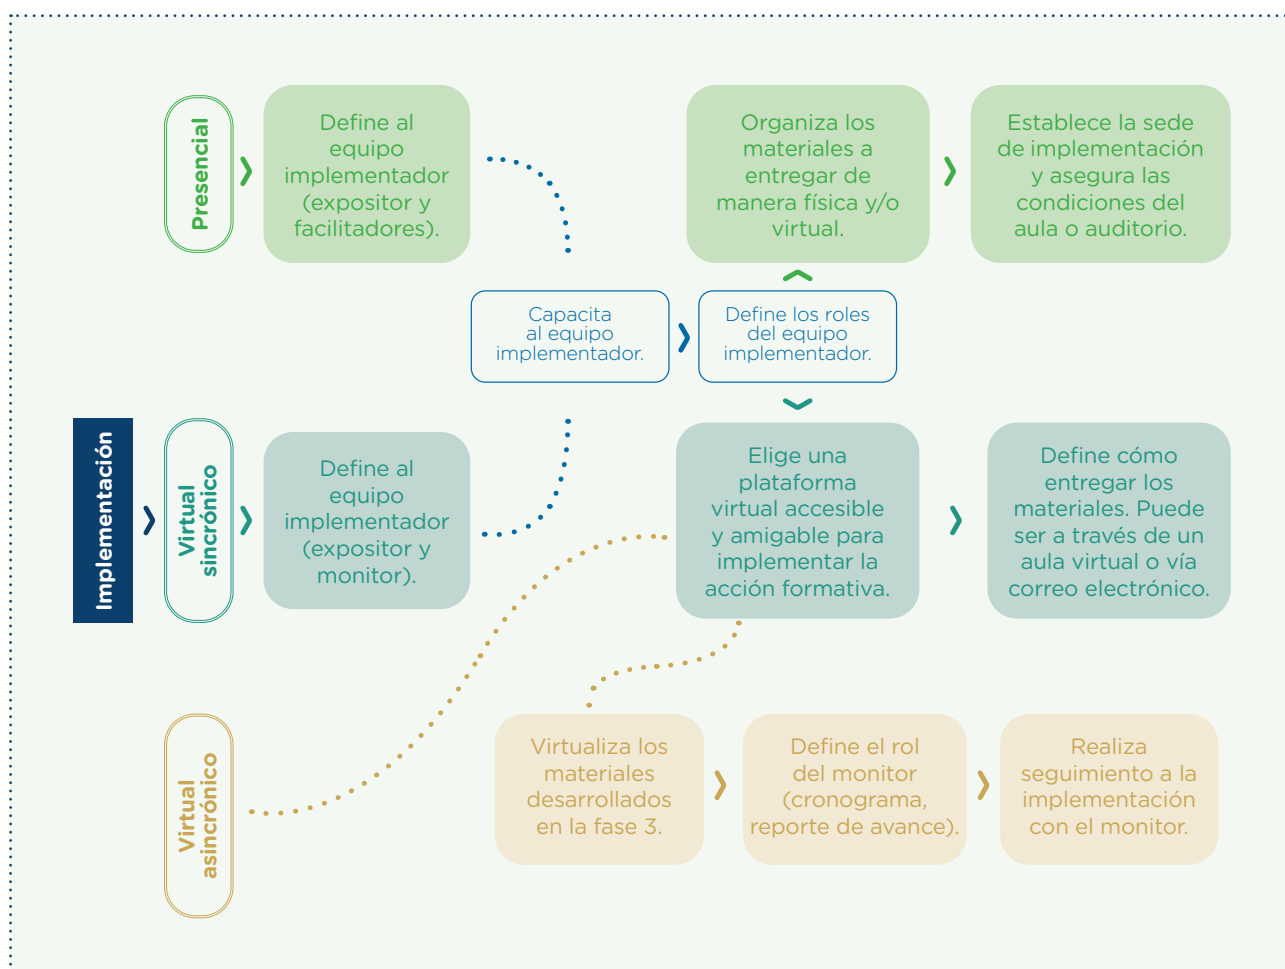 Implementación
Presencial
Define al
equipo
implementador
(expositor y
facilitadores).
Organiza los
materiales a
entregar de
manera física y/o
virtual.
Establece la sede
de implementación
y asegura las
condiciones del
aula o auditorio.
Capacita
al equipo
implementador.
Define los roles
del equipo
implementador.
Virtual
sincrónico
Define al
equipo
implementador
(expositor y
monitor).
Elige una
plataforma
virtual accesible
y amigable para
implementar la
acción formativa.
Define cómo
entregar los
materiales. Puede
ser a través de un
aula virtual o vía
correo electrónico.
Virtual
asincrónico
Virtualiza los
materiales
desarrollados
en la fase 3.
Define el rol
del monitor
(cronograma,
reporte de avance).
Realiza
seguimiento a la
implementación
con el monitor.